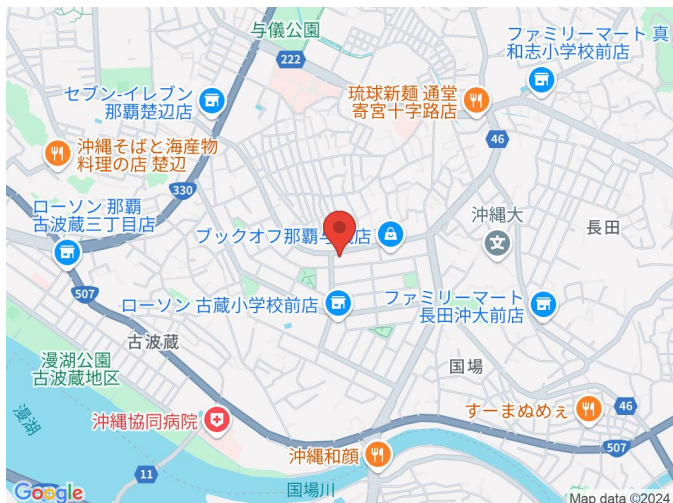 与儀公園
ファミリーマート 真
和志小学校前店
222
セブン-イレブン
那覇楚辺店
琉球新麺 通堂
寄宮十字路店
沖縄そばと海産物
料理の店 楚辺
46
330
ローソン 那覇
古波蔵三丁目店
沖縄大
長田
ブックオフ那覇与儀店
507
ローソン 古蔵小学校前店
ファミリーマート
長田沖大前店
古波蔵
漫湖公園
古波蔵地区
国場
漫湖
沖縄協同病院
すーまぬめぇ
46
沖縄和顔
507
11
国場川
Google
Map data ©2024